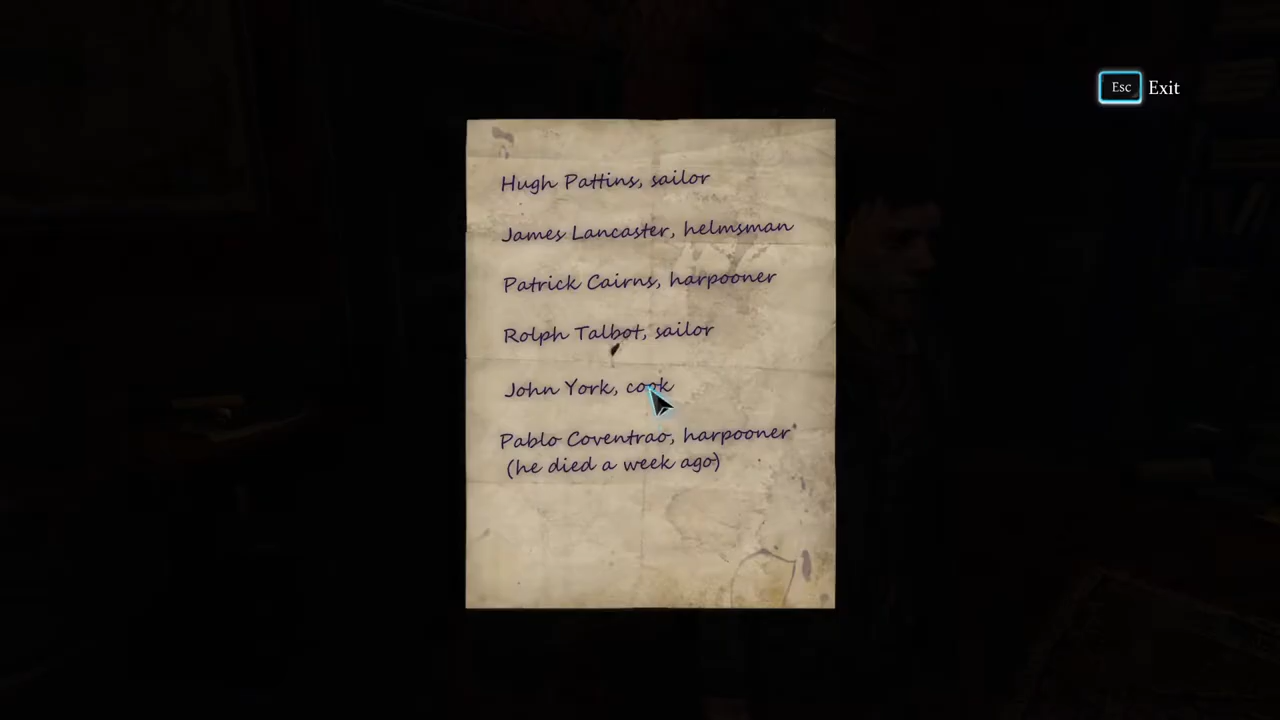 Esc Exit
Hugh Pattins, sailor
James Lancaster, helmsman
Patrick Cairns, harpooner
Rolph Talbot, sailor
John York, cook
Pablo Coventrao, harpooner
(he died a week ago)